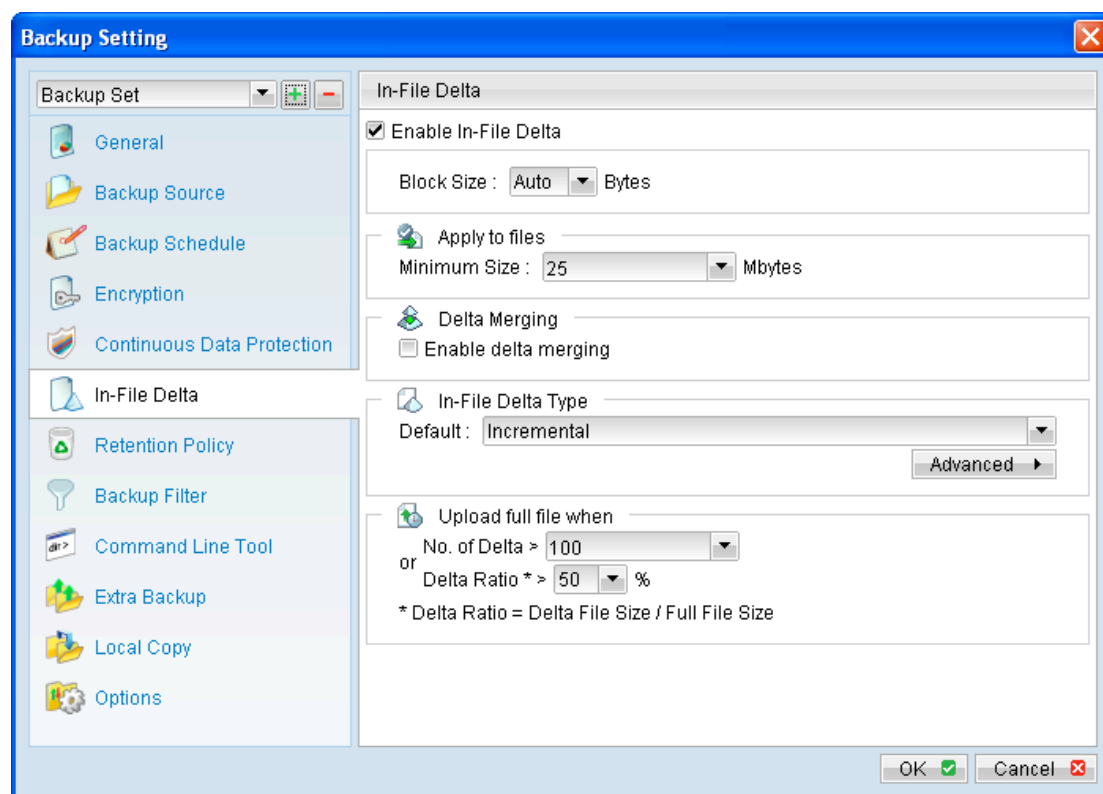 Backup Setting
Backup Set
General
Backup Source
Backup Schedule
Encryption
Continuous Data Protection
In-File Delta
Retention Policy
Backup Filter
Command Line Tool
Extra Backup
Local Copy
Options
In-File Delta
Enable In-File Delta
Block Size : Auto Bytes
Apply to files
Minimum Size : 25 Mbytes
Delta Merging
Enable delta merging
In-File Delta Type
Default : Incremental
Advanced
Upload full file when
No. of Delta > 100
or
Delta Ratio * > 50 %
* Delta Ratio = Delta File Size / Full File Size
OK Cancel